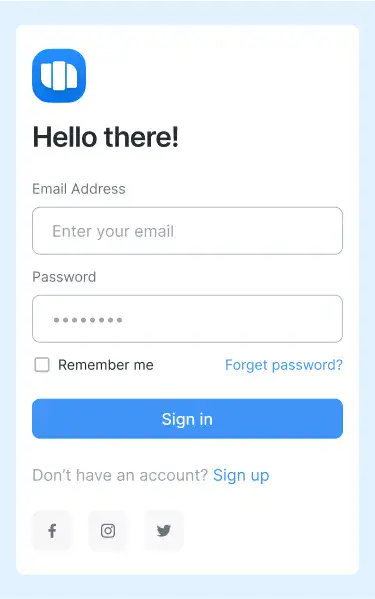 Hello there!
Email Address
Enter your email
Password
Remember me
Forget password?
Sign in
Don’t have an account? Sign up